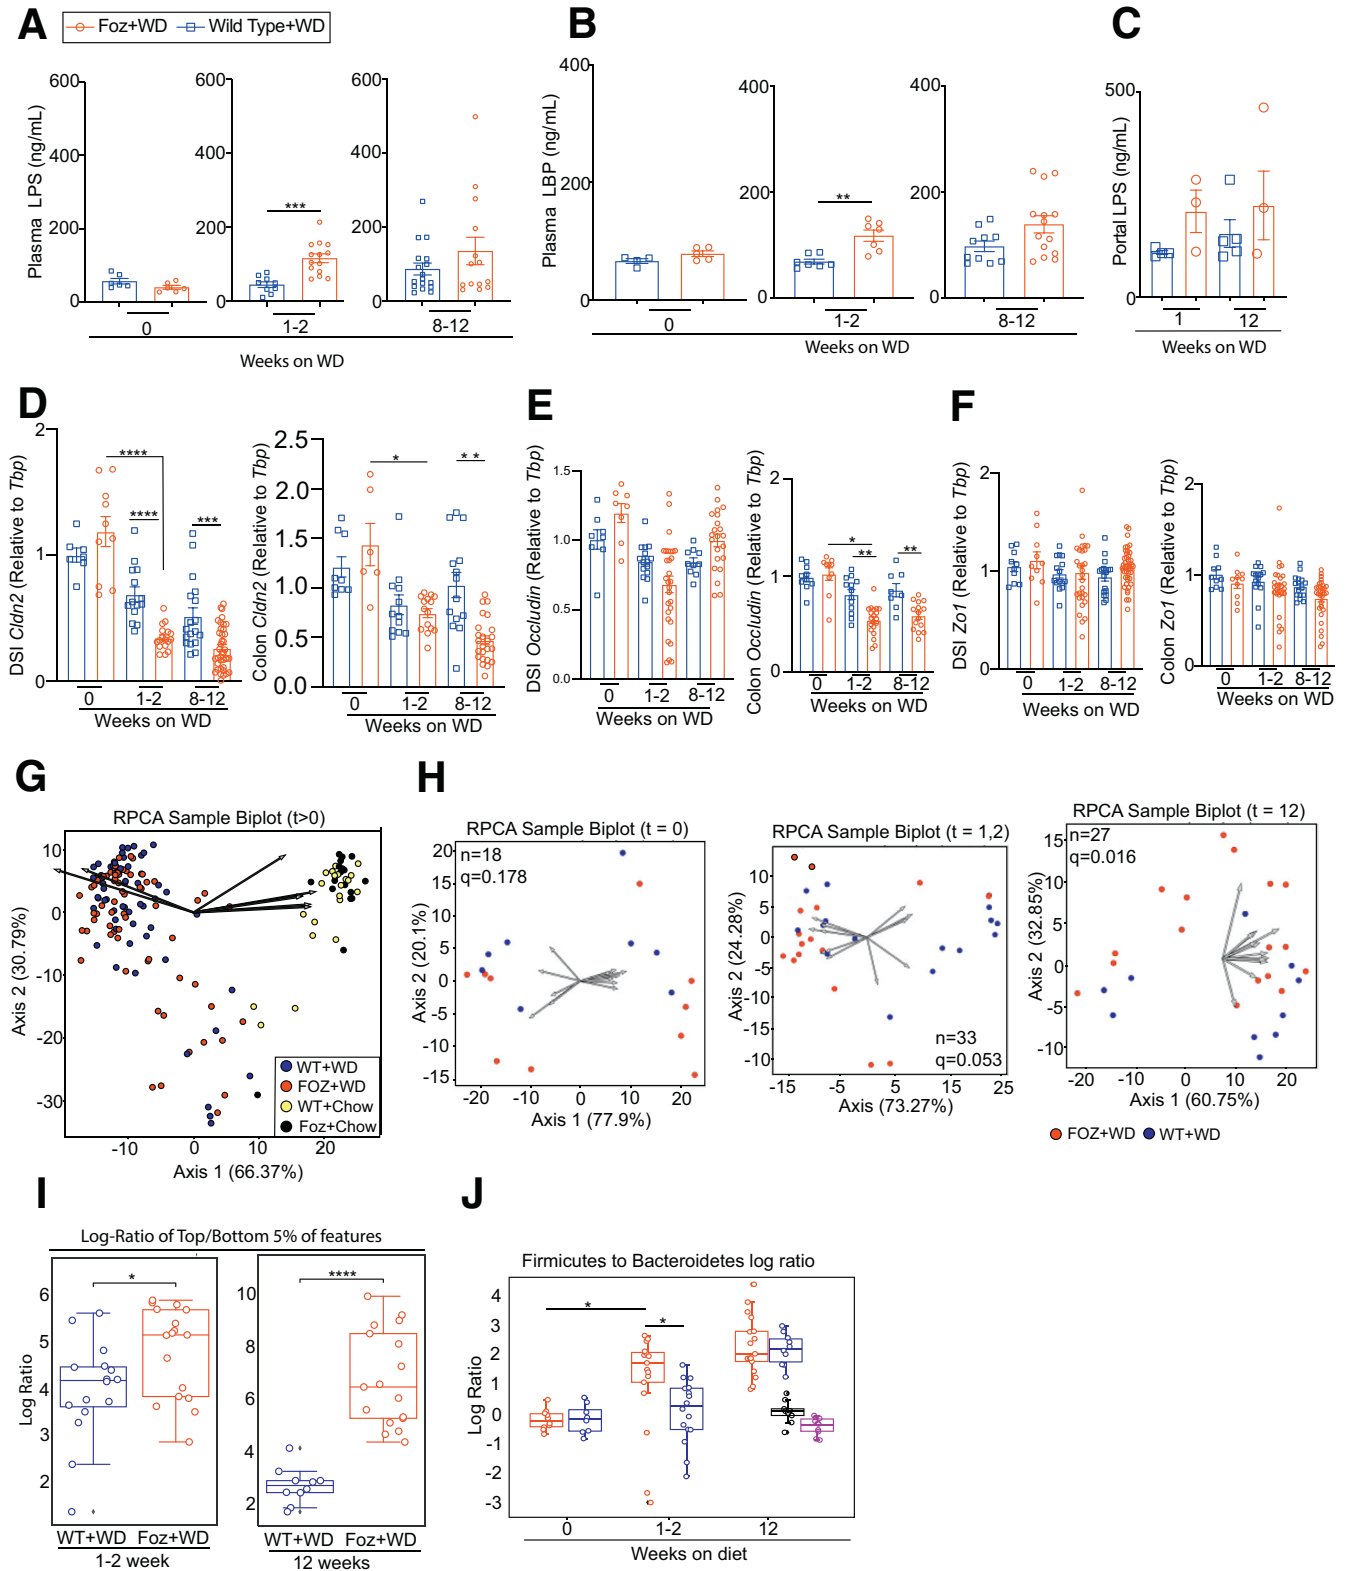 A
Foz+WD Wild Type+WD
Plasma LPS (ng/mL)
600
400
200
0
600
400
200
0
600
400
200
0
***
0
1-2
8-12
Weeks on WD
B
Plasma LBP (ng/mL)
400
200
0
400
200
0
400
200
0
**
0
1-2
8-12
Weeks on WD
C
Portal LPS (ng/mL)
500
0
1
12
Weeks on WD
D
DSI Cldn2 (Relative to Tbp)
2
1
0
****
****
***
0
1-2
8-12
Weeks on WD
Colon Cldn2 (Relative to Tbp)
2.5
2.0
1.5
1.0
0.5
0.0
*
**
0
1-2
8-12
Weeks on WD
E
DSI Occludin (Relative to Tbp)
1.5
1.0
0.5
0.0
0
1-2
8-12
Weeks on WD
Colon Occludin (Relative to Tbp)
2
1
0
*
**
**
0
1-2
8-12
Weeks on WD
F
DSI Zo1 (Relative to Tbp)
2
1
0
0
1-2
8-12
Weeks on WD
Colon Zo1 (Relative to Tbp)
2
1
0
0
1-2
8-12
Weeks on WD
G
RPCA Sample Biplot (t>0)
Axis 2 (30.79%)
10
0
-10
-20
-30
WT+WD
FOZ+WD
WT+Chow
Foz+Chow
-10 0 10 20
Axis 1 (66.37%)
H
RPCA Sample Biplot (t = 0)
n=18
q=0.178
Axis 2 (20.1%)
20
15
10
5
0
-5
-10
-15
-20 -10 0 10 20
Axis 1 (77.9%)
RPCA Sample Biplot (t = 1,2)
Axis 2 (24.28%)
10
5
0
-5
-10
-15
-10
n=33
q=0.053
-15 -5 5 15 25
Axis (73.27%)
RPCA Sample Biplot (t = 12)
n=27
q=0.016
Axis 2 (32.85%)
15
10
5
0
-5
-10
-20 -10 0 10 20
Axis 1 (60.75%)
FOZ+WD WT+WD
I
Log-Ratio of Top/Bottom 5% of features
Log Ratio
6
5
4
3
2
*
WT+WD Foz+WD
1-2 week
10
8
6
4
2
****
WT+WD Foz+WD
12 weeks
J
Firmicutes to Bacteroidetes log ratio
Log Ratio
4
3
2
1
0
-1
-2
-3
*
*
0
1-2
12
Weeks on diet